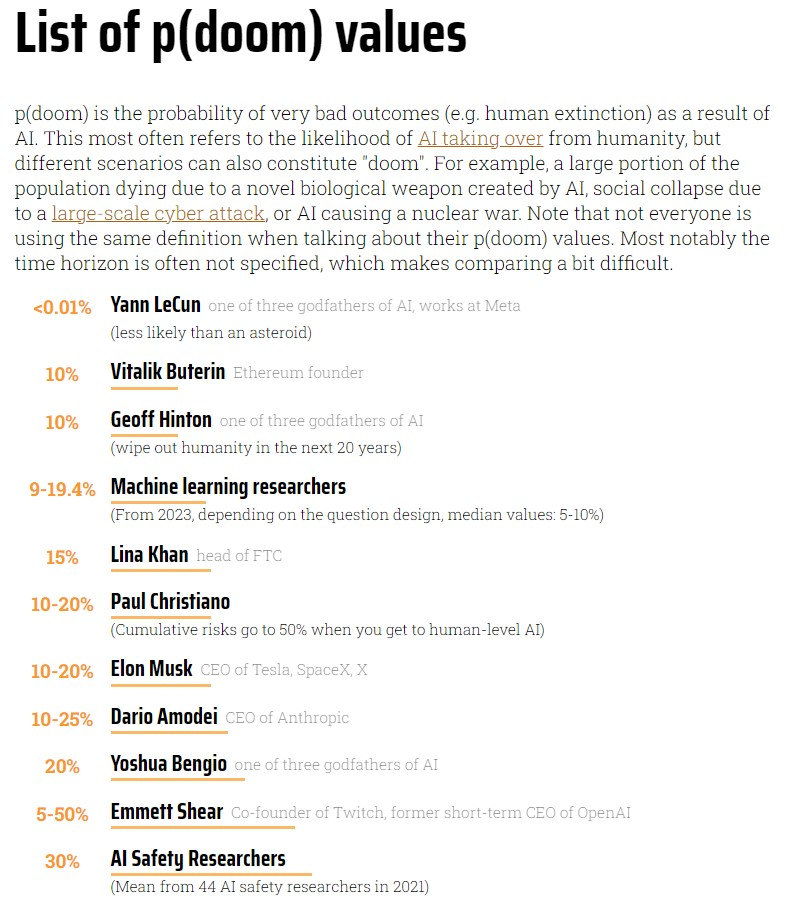 List of p(doom) values
p(doom) is the probability of very bad outcomes (e.g. human extinction) as a result of
AI. This most often refers to the likelihood of AI taking over from humanity, but
different scenarios can also constitute "doom". For example, a large portion of the
population dying due to a novel biological weapon created by AI, social collapse due
to a large-scale cyber attack, or AI causing a nuclear war. Note that not everyone is
using the same definition when talking about their p(doom) values. Most notably the
time horizon is often not specified, which makes comparing a bit difficult.
<0.01% Yann LeCun one of three godfathers of AI, works at Meta
(less likely than an asteroid)
10% Vitalik Buterin Ethereum founder
10% Geoff Hinton one of three godfathers of AI
(wipe out humanity in the next 20 years)
9-19.4% Machine learning researchers
(From 2023, depending on the question design, median values: 5-10%)
15% Lina Khan head of FTC
10-20% Paul Christiano
(Cumulative risks go to 50% when you get to human-level AI)
10-20% Elon Musk CEO of Tesla, SpaceX, X
10-25% Dario Amodei CEO of Anthropic
20% Yoshua Bengio one of three godfathers of AI
5-50% Emmett Shear Co-founder of Twitch, former short-term CEO of OpenAI
30% AI Safety Researchers
(Mean from 44 AI safety researchers in 2021)